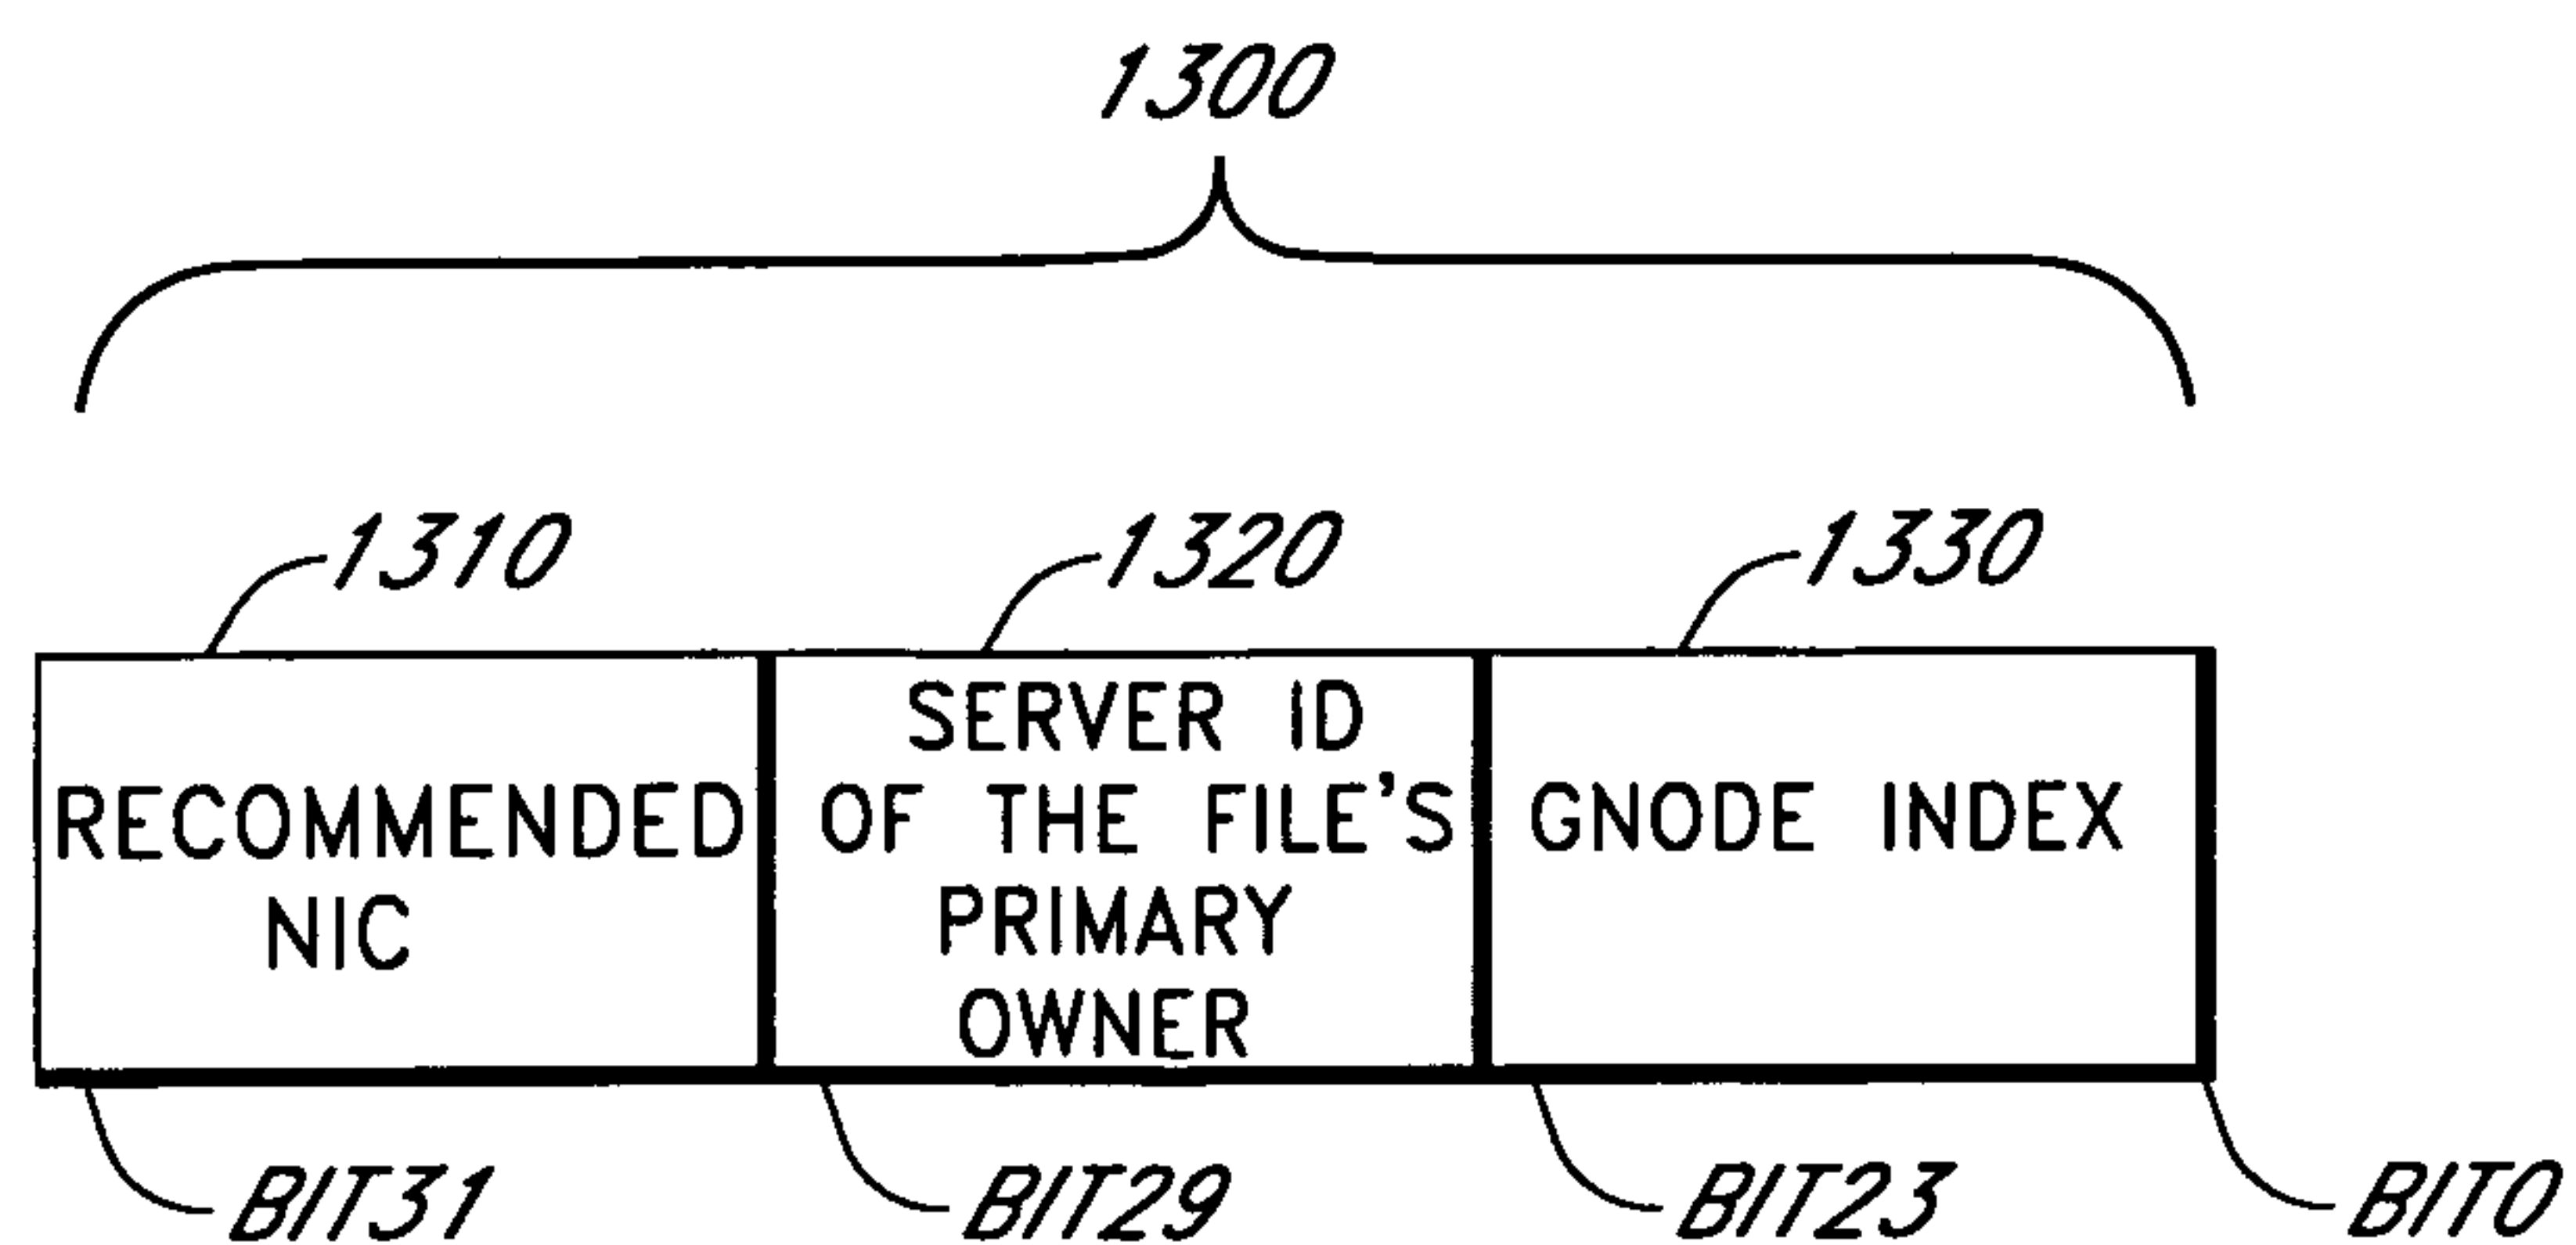 1300
1310
1320
1330
RECOMMENDED
NIC
SERVER ID
OF THE FILE'S
PRIMARY
OWNER
GNODE INDEX
BIT31
BIT29
BIT23
BIT0